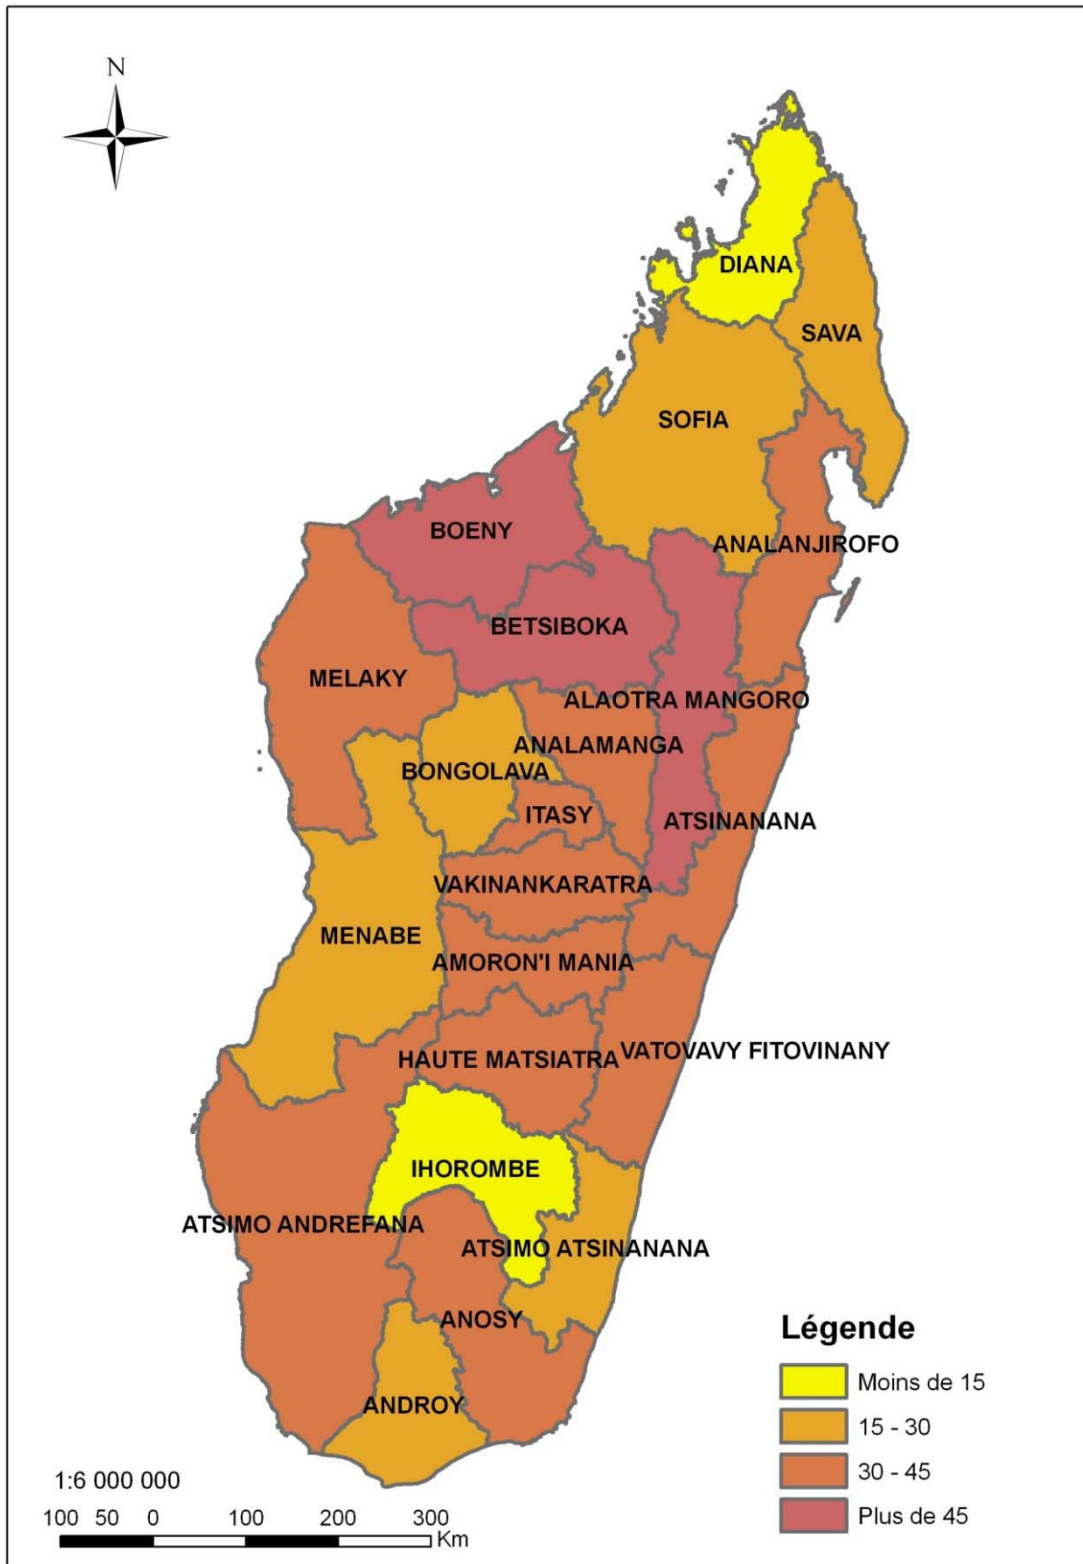 N
DIANA
SAVA
SOFIA
BOENY
ANALANJIROFO
BETSIBOKA
MELAKY
ALAOTRA MANGORO
ANALAMANGA
BONGOLAVA
ITASY
ATSINANANA
VAKINANKARATRA
MENABE
AMORON'I MANIA
HAUTE MATSIATRA
VATOVAVY FITOVINANY
IHOROMBE
ATSIMO ANDREFANA
ATSIMO ATSINANANA
ANOSY
ANDROY
Légende
Moins de 15
15 - 30
30 - 45
Plus de 45
1:6 000 000
100 50 0 100 200 300
Km